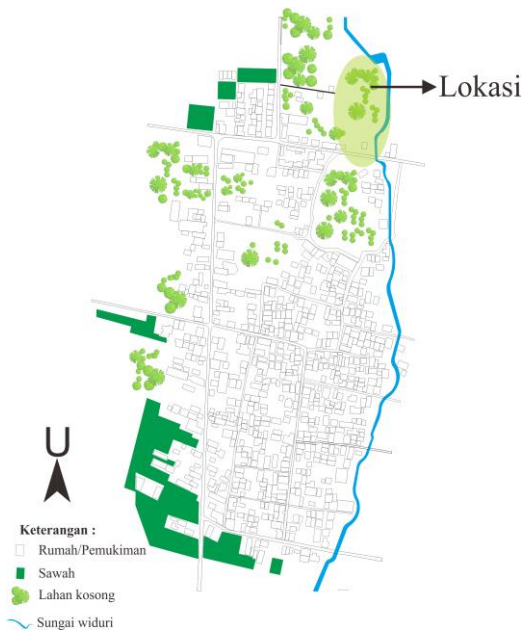 Lokasi
U
Keterangan :
Rumah/Pemukiman
Sawah
Lahan kosong
Sungai widuri